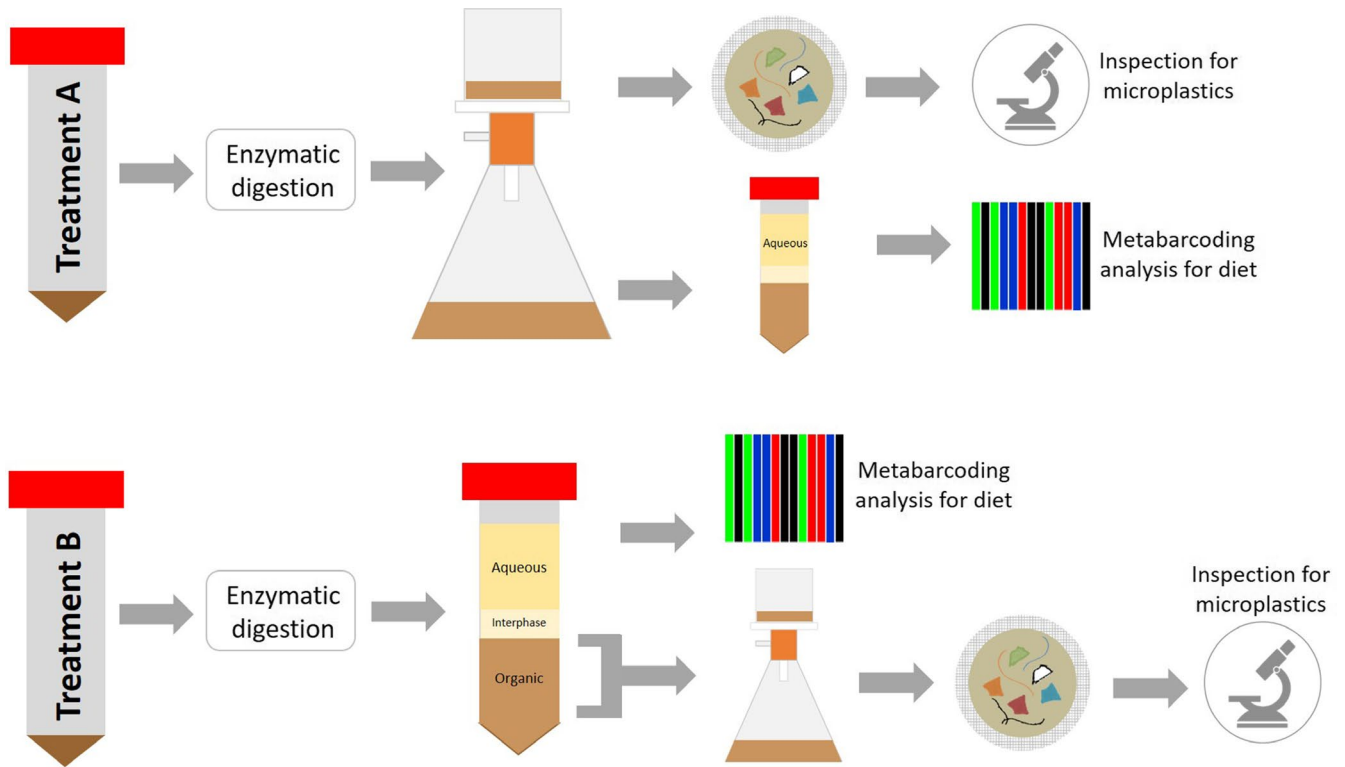 Treatment A
Enzymatic
digestion
Inspection for
microplastics
Aqueous
Metabarcoding
analysis for diet
Treatment B
Enzymatic
digestion
Aqueous
Interphase
Organic
Metabarcoding
analysis for diet
Inspection for
microplastics